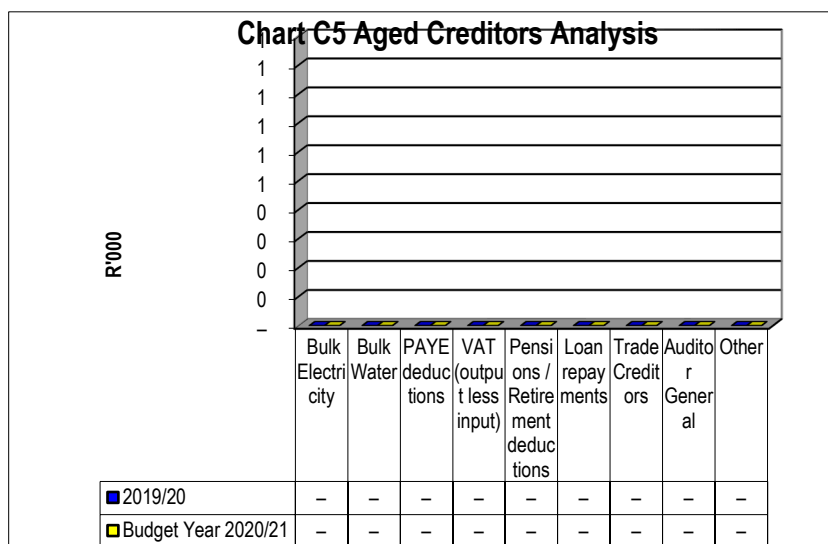 Chart C5 Aged Creditors Analysis
1
1
1
1
1
1
0
0
0
0
–
R'000
Bulk Electri city
Bulk Water
PAYE deduc tions
VAT (outpu t less input)
Pensi ons / Retire ment deduc tions
Loan repay ments
Trade Credit ors
Audito r Gener al
Other
2019/20 – – – – – – – – –
Budget Year 2020/21 – – – – – – – – –